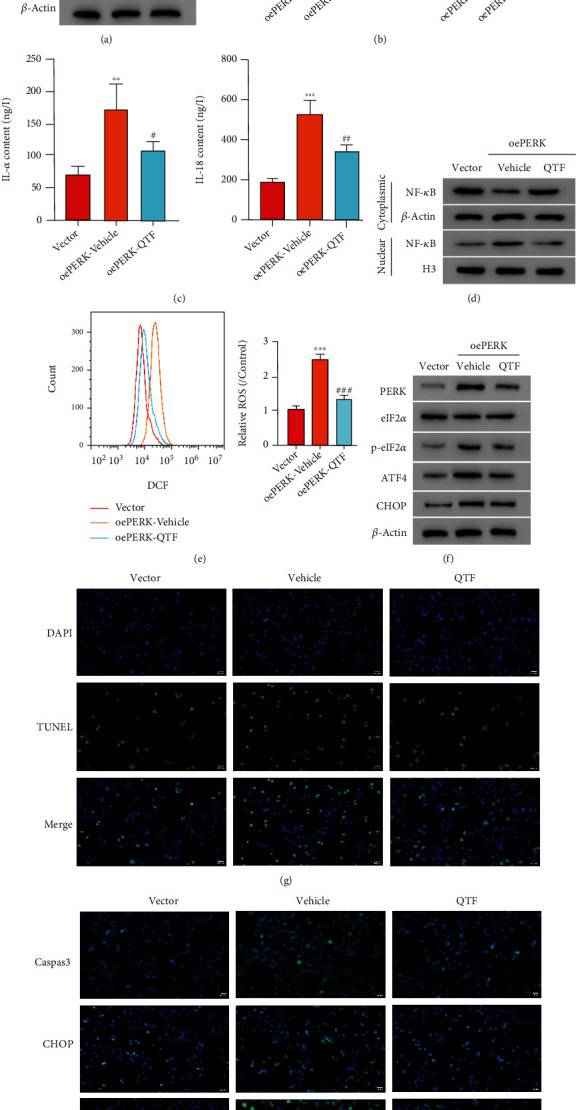 β-Actin
oePERK
oePERK
oePERK
oePERK
(a)
(b)
IL-α content (ng/l)
250
200
150
100
50
0
**
#
Vector
oePERK-Vehicle
oePERK-QTF
IL-18 content (ng/l)
800
600
400
200
0
***
##
Vector
oePERK-Vehicle
oePERK-QTF
(c)
oePERK
Vector Vehicle QTF
Cytoplasmic
NF-κB
β-Actin
Nuclear
NF-κB
H3
(d)
Count
300
200
100
0
10² 10³ 10⁴ 10⁵ 10⁶ 10⁷
DCF
Vector
oePERK-Vehicle
oePERK-QTF
Relative ROS (/Control)
3
2
1
0
***
###
Vector
oePERK-Vehicle
oePERK-QTF
(e)
oePERK
Vector Vehicle QTF
PERK
eIF2α
p-eIF2α
ATF4
CHOP
β-Actin
(f)
Vector Vehicle QTF
DAPI
TUNEL
Merge
(g)
Vector Vehicle QTF
Caspas3
CHOP